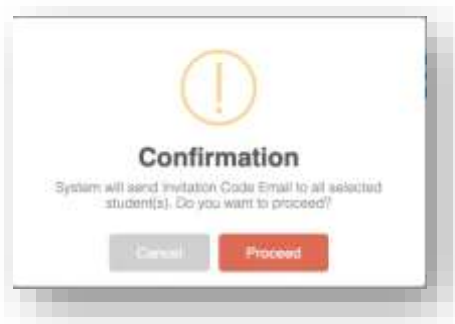 Confirmation
System will send Invitation Code Email to all selected
student(s). Do you want to proceed?
Cancel
Proceed